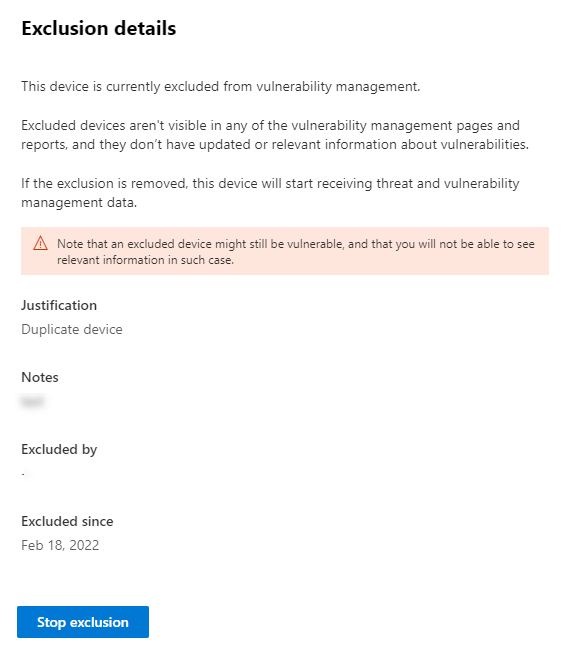 Exclusion details
This device is currently excluded from vulnerability management.
Excluded devices aren't visible in any of the vulnerability management pages and
reports, and they don't have updated or relevant information about vulnerabilities.
If the exclusion is removed, this device will start receiving threat and vulnerability
management data.
Note that an excluded device might still be vulnerable, and that you will not be able to see
relevant information in such case.
Justification
Duplicate device
Notes
Excluded by
-
Excluded since
Feb 18, 2022
Stop exclusion